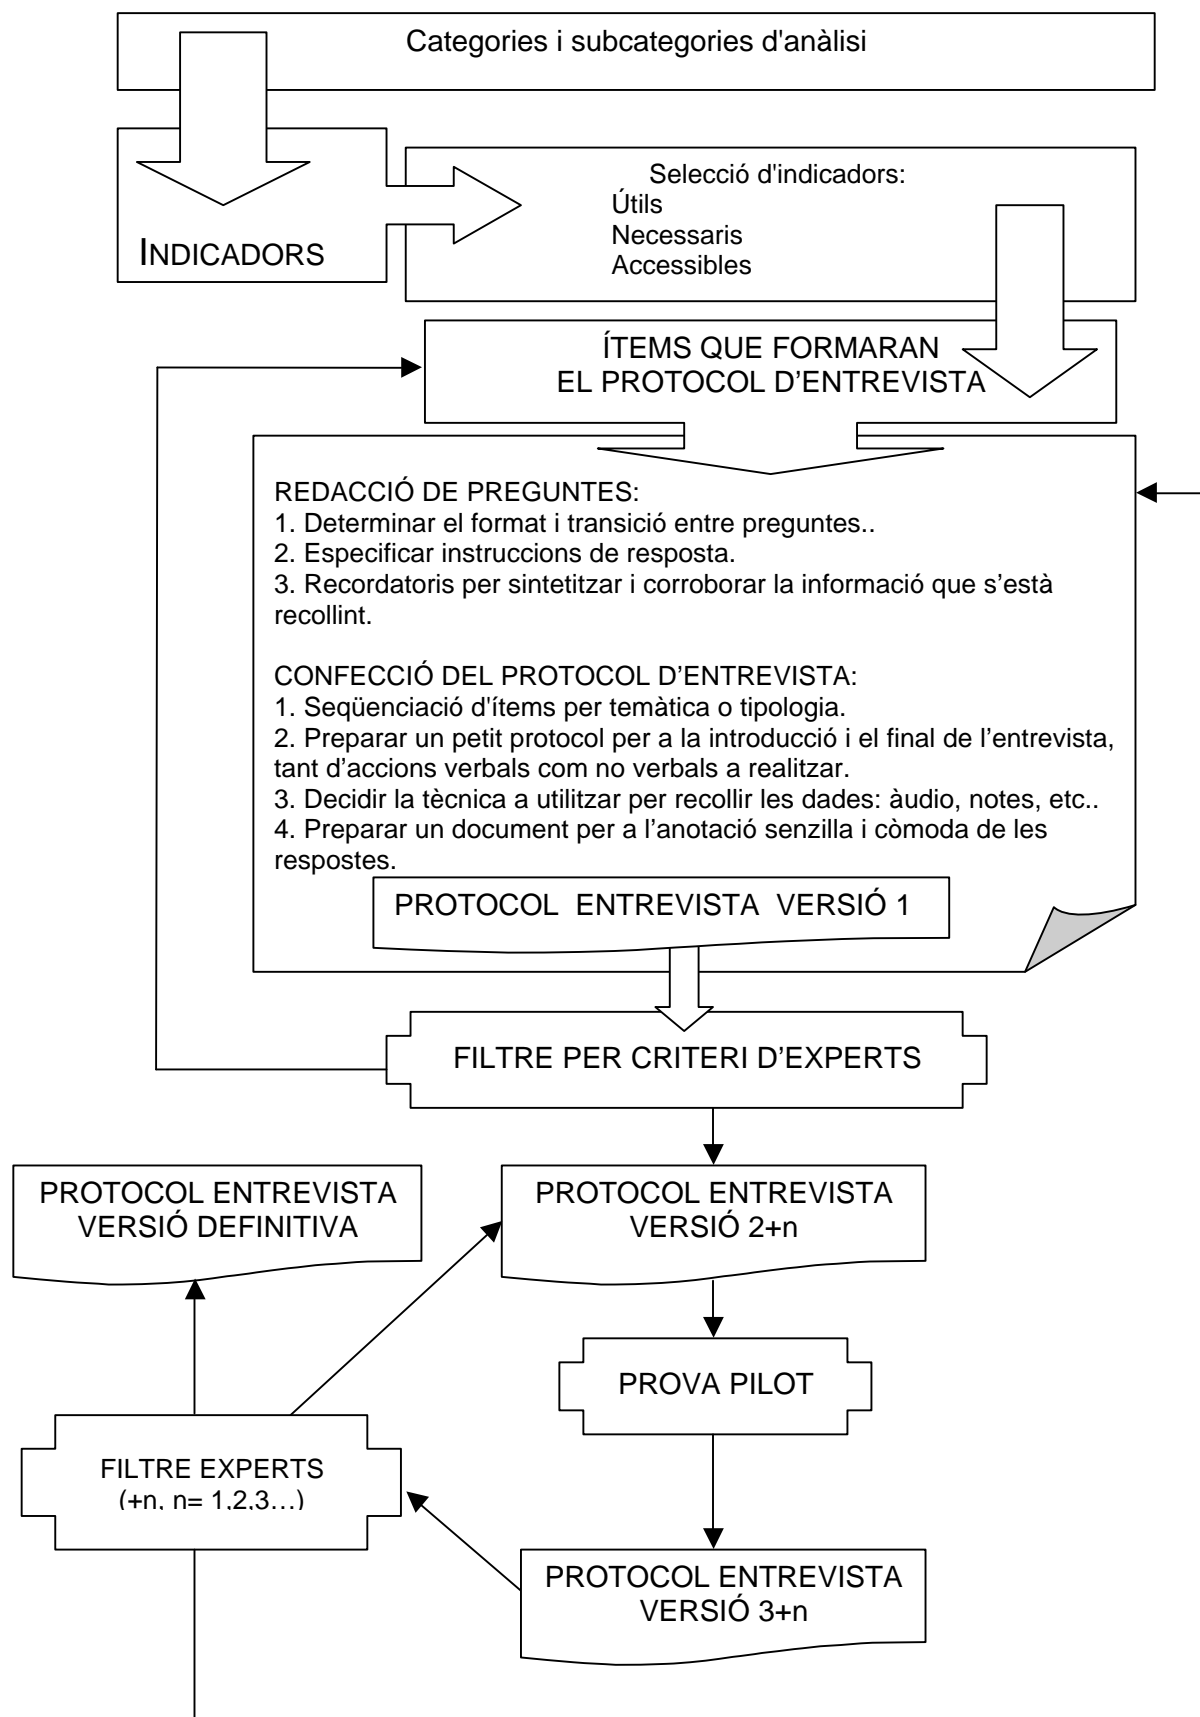 Categories i subcategories d'anàlisi
INDICADORS
Selecció d'indicadors:
Útils
Necessaris
Accessibles
ÍTEMS QUE FORMARAN
EL PROTOCOL D’ENTREVISTA
REDACCIÓ DE PREGUNTES:
1. Determinar el format i transició entre preguntes..
2. Especificar instruccions de resposta.
3. Recordatoris per sintetitzar i corroborar la informació que s’està
recollint.
CONFECCIÓ DEL PROTOCOL D’ENTREVISTA:
1. Seqüenciació d'ítems per temàtica o tipologia.
2. Preparar un petit protocol per a la introducció i el final de l’entrevista,
tant d’accions verbals com no verbals a realitzar.
3. Decidir la tècnica a utilitzar per recollir les dades: àudio, notes, etc..
4. Preparar un document per a l’anotació senzilla i còmoda de les
respostes.
PROTOCOL ENTREVISTA VERSIÓ 1
FILTRE PER CRITERI D’EXPERTS
PROTOCOL ENTREVISTA
VERSIÓ DEFINITIVA
PROTOCOL ENTREVISTA
VERSIÓ 2+n
PROVA PILOT
FILTRE EXPERTS
(+n, n= 1,2,3…)
PROTOCOL ENTREVISTA
VERSIÓ 3+n